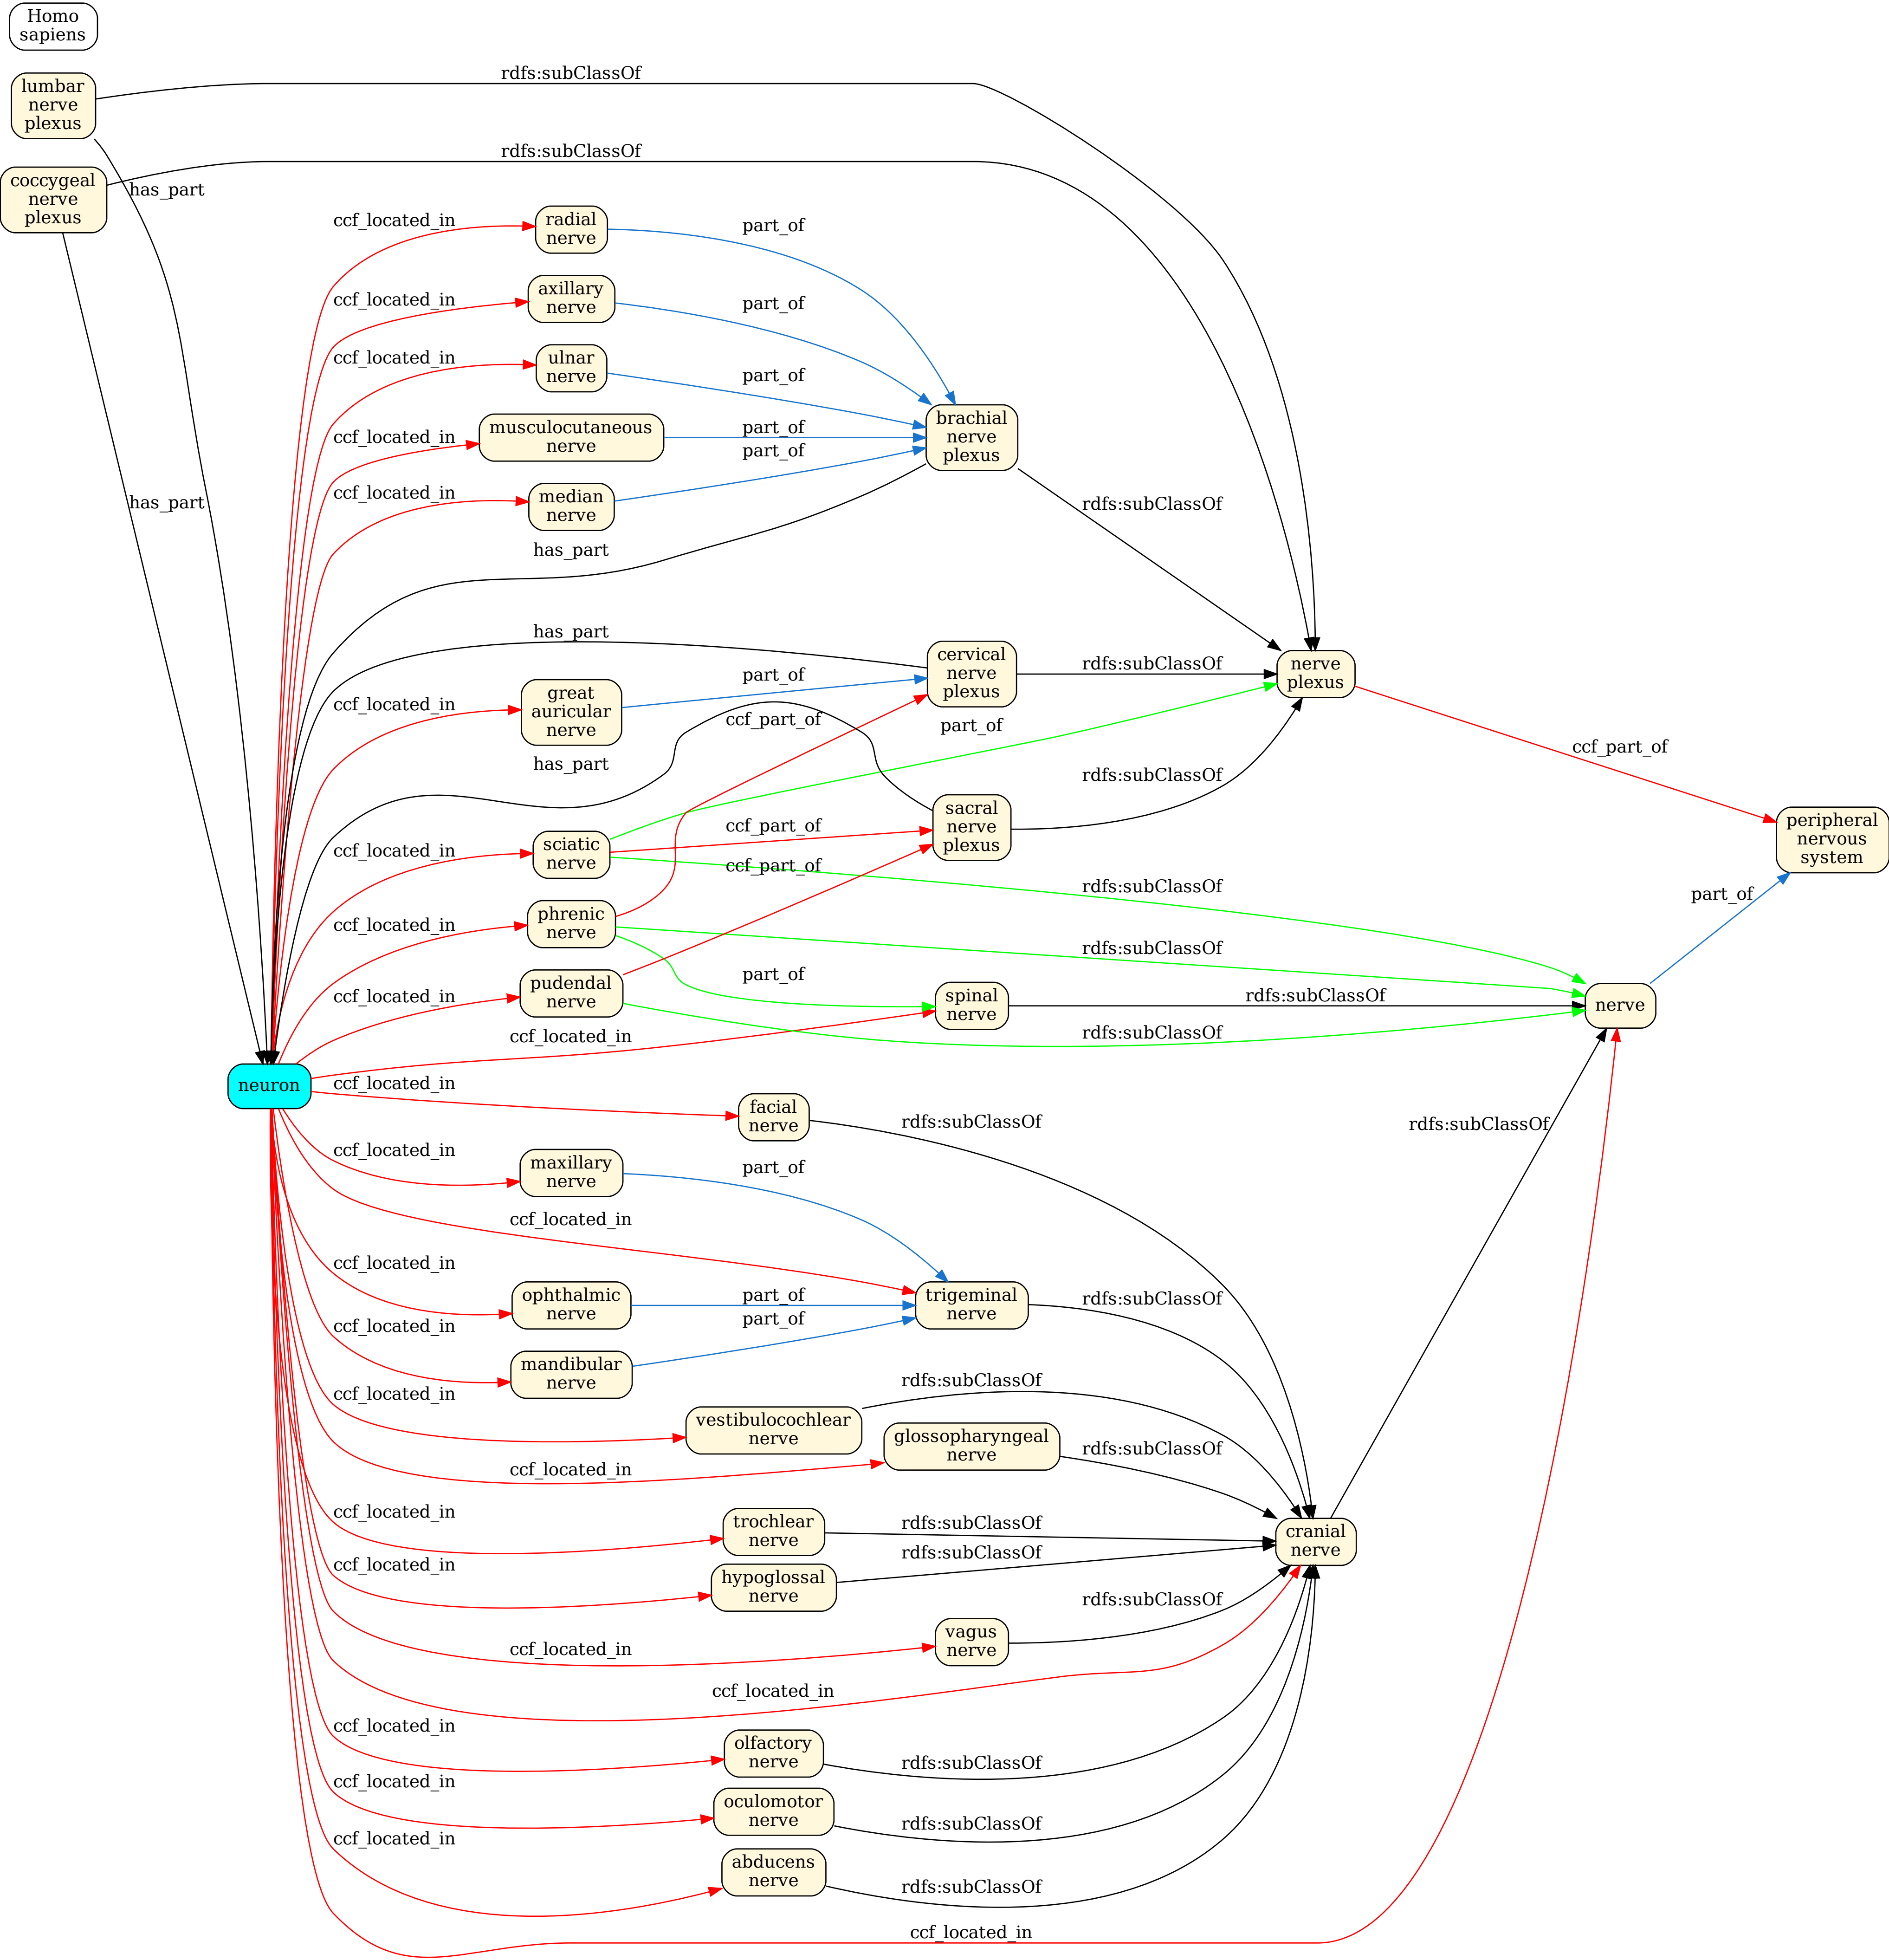 Homo
sapiens
lumbar
nerve
plexus
rdfs:subClassOf
coccygeal
nerve
plexus
rdfs:subClassOf
has_part
has_part
ccf_located_in
radial
nerve
part_of
ccf_located_in
axillary
nerve
part_of
ccf_located_in
ulnar
nerve
part_of
ccf_located_in
musculocutaneous
nerve
part_of
brachial
nerve
plexus
ccf_located_in
median
nerve
part_of
has_part
rdfs:subClassOf
has_part
cervical
nerve
plexus
rdfs:subClassOf
nerve
plexus
ccf_located_in
great
auricular
nerve
part_of
ccf_part_of
part_of
ccf_part_of
has_part
rdfs:subClassOf
ccf_located_in
sciatic
nerve
ccf_part_of
sacral
nerve
plexus
peripheral
nervous
system
ccf_part_of
rdfs:subClassOf
part_of
ccf_located_in
phrenic
nerve
rdfs:subClassOf
ccf_located_in
pudendal
nerve
part_of
spinal
nerve
rdfs:subClassOf
nerve
ccf_located_in
rdfs:subClassOf
neuron
ccf_located_in
facial
nerve
rdfs:subClassOf
rdfs:subClassOf
ccf_located_in
maxillary
nerve
part_of
ccf_located_in
ccf_located_in
ophthalmic
nerve
part_of
trigeminal
nerve
rdfs:subClassOf
ccf_located_in
mandibular
nerve
part_of
ccf_located_in
vestibulocochlear
nerve
rdfs:subClassOf
ccf_located_in
glossopharyngeal
nerve
rdfs:subClassOf
ccf_located_in
trochlear
nerve
rdfs:subClassOf
cranial
nerve
ccf_located_in
hypoglossal
nerve
rdfs:subClassOf
ccf_located_in
vagus
nerve
rdfs:subClassOf
ccf_located_in
ccf_located_in
olfactory
nerve
rdfs:subClassOf
ccf_located_in
oculomotor
nerve
rdfs:subClassOf
ccf_located_in
abducens
nerve
rdfs:subClassOf
ccf_located_in